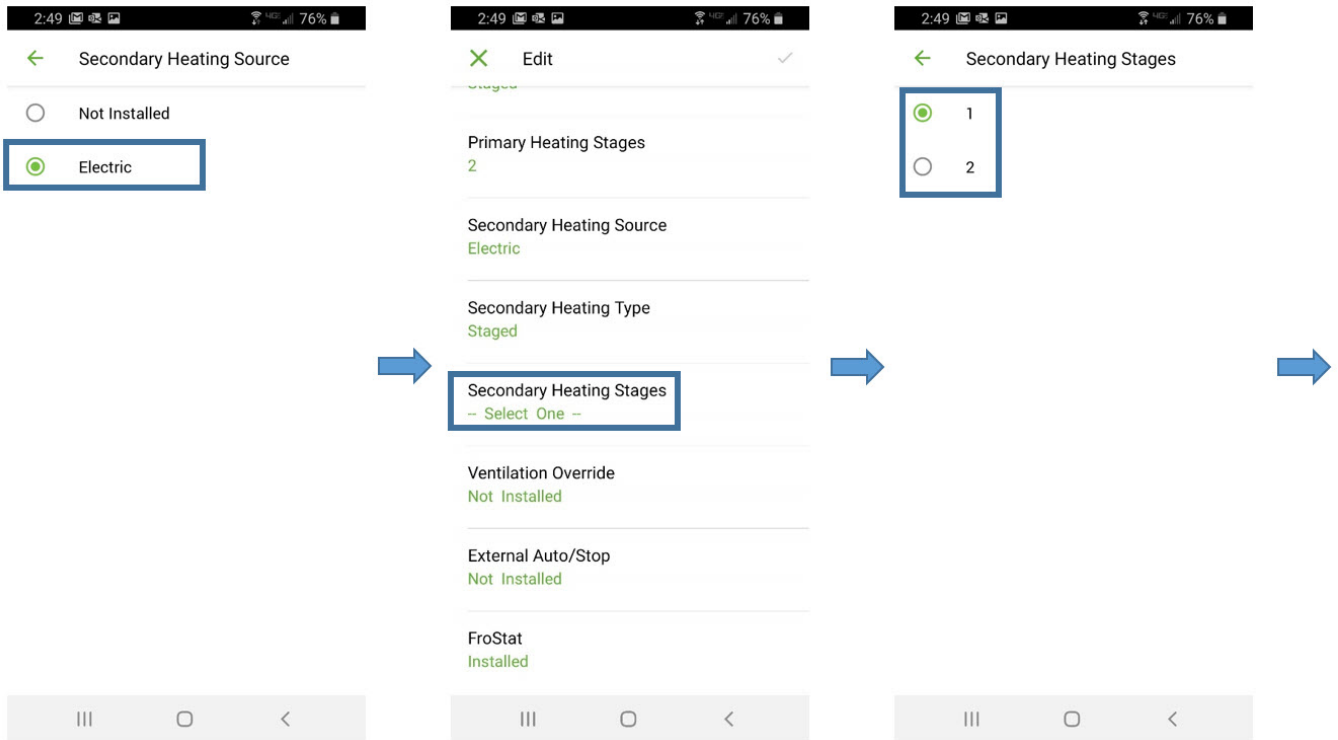 2:49 76%
Secondary Heating Source
Not Installed
Electric
2:49 76%
Edit
Staged
Primary Heating Stages
2
Secondary Heating Source
Electric
Secondary Heating Type
Staged
Secondary Heating Stages
-- Select One --
Ventilation Override
Not Installed
External Auto/Stop
Not Installed
FroStat
Installed
2:49 76%
Secondary Heating Stages
1
2